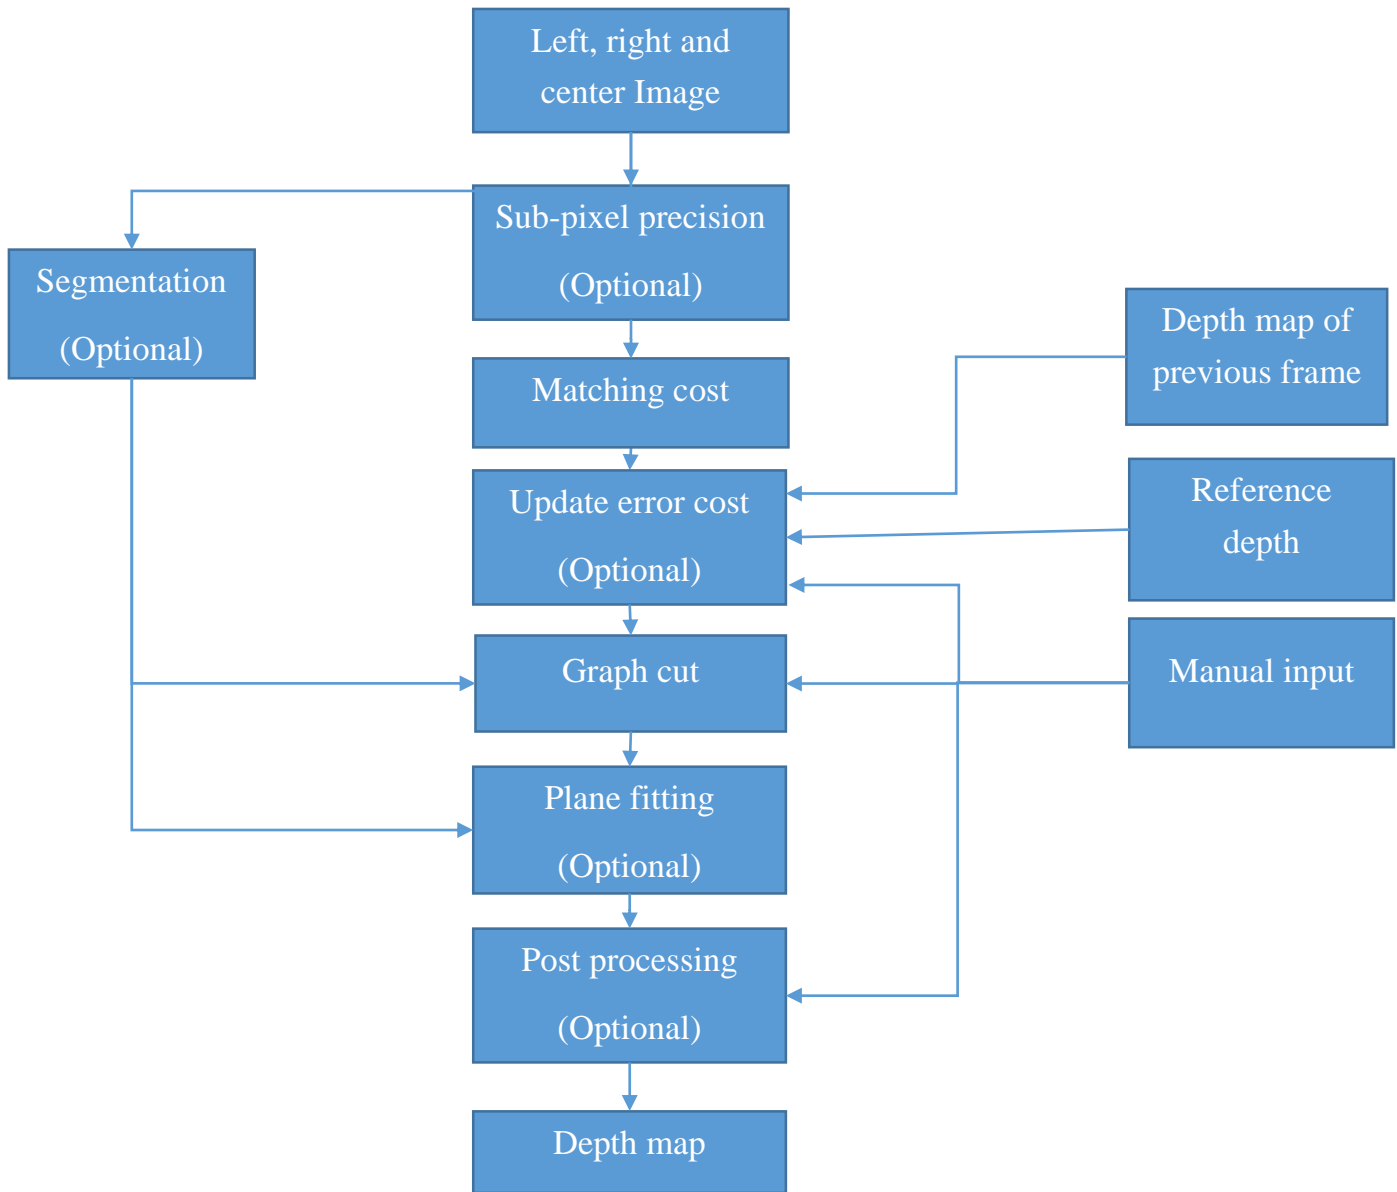 Left, right and
center Image
Sub-pixel precision
(Optional)
Segmentation
(Optional)
Depth map of
previous frame
Matching cost
Update error cost
(Optional)
Reference
depth
Graph cut
Manual input
Plane fitting
(Optional)
Post processing
(Optional)
Depth map